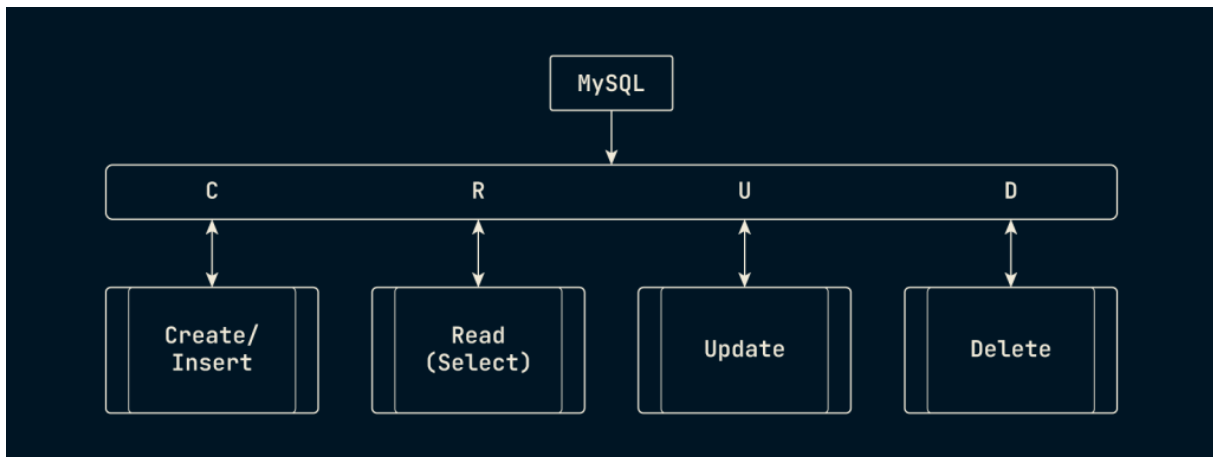 MySQL
C R U D
Create/
Insert
Read
(Select)
Update
Delete